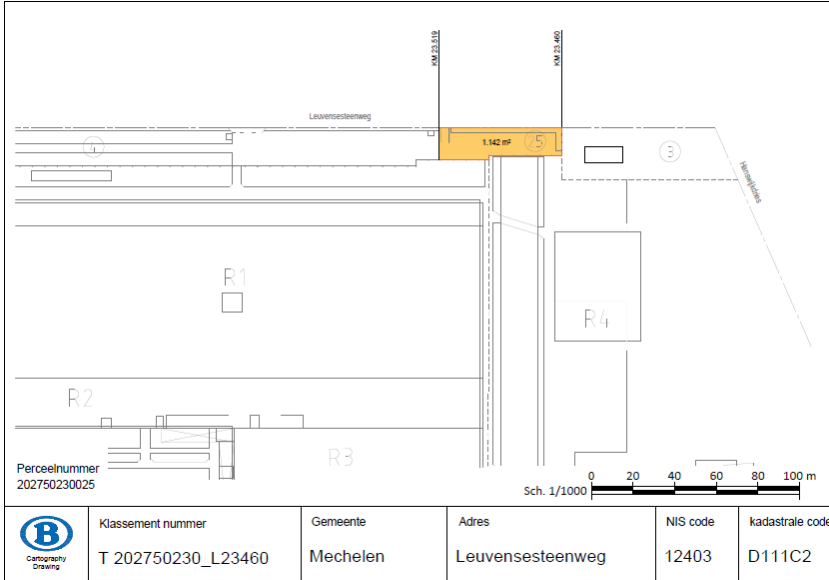 KM 23.519
KM 23.460
Leuvensesteenweg
4
1.142 m²
25
3
Hanswijkdries
R1
R4
R2
R3
Perceelnummer
202750230025
Sch. 1/1000
0 20 40 60 80 100 m
B
Cartography
Drawing
Klassement nummer
T 202750230_L23460
Gemeente
Mechelen
Adres
Leuvensesteenweg
NIS code
12403
kadastrale code
D111C2